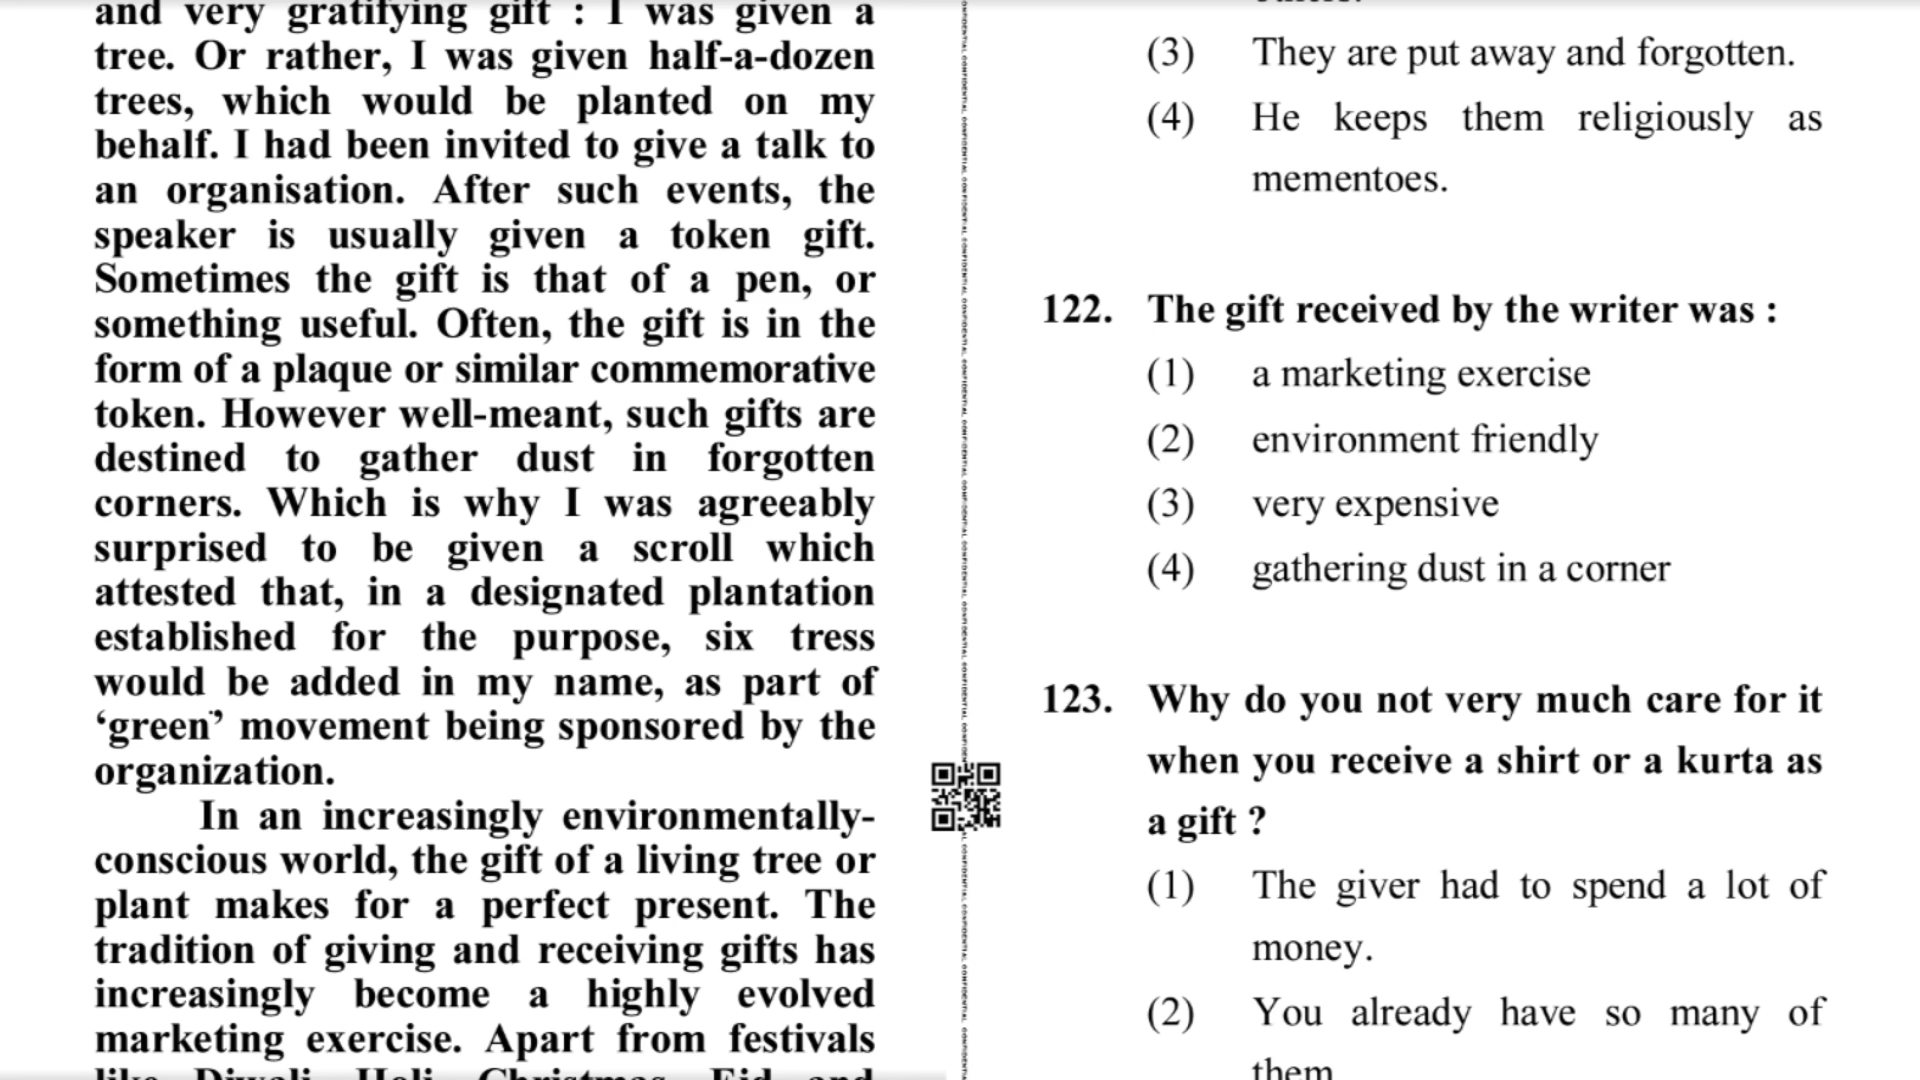 and very gratifying gift : I was given a
tree. Or rather, I was given half-a-dozen
trees, which would be planted on my
behalf. I had been invited to give a talk to
an organisation. After such events, the
speaker is usually given a token gift.
Sometimes the gift is that of a pen, or
something useful. Often, the gift is in the
form of a plaque or similar commemorative
token. However well-meant, such gifts are
destined to gather dust in forgotten
corners. Which is why I was agreeably
surprised to be given a scroll which
attested that, in a designated plantation
established for the purpose, six tress
would be added in my name, as part of
‘green’ movement being sponsored by the
organization.
In an increasingly environmentally-
conscious world, the gift of a living tree or
plant makes for a perfect present. The
tradition of giving and receiving gifts has
increasingly become a highly evolved
marketing exercise. Apart from festivals
like Diwali, Holi, Christmas, Eid and
others.
(3) They are put away and forgotten.
(4) He keeps them religiously as
mementoes.
122. The gift received by the writer was :
(1) a marketing exercise
(2) environment friendly
(3) very expensive
(4) gathering dust in a corner
123. Why do you not very much care for it
when you receive a shirt or a kurta as
a gift ?
(1) The giver had to spend a lot of
money.
(2) You already have so many of
them